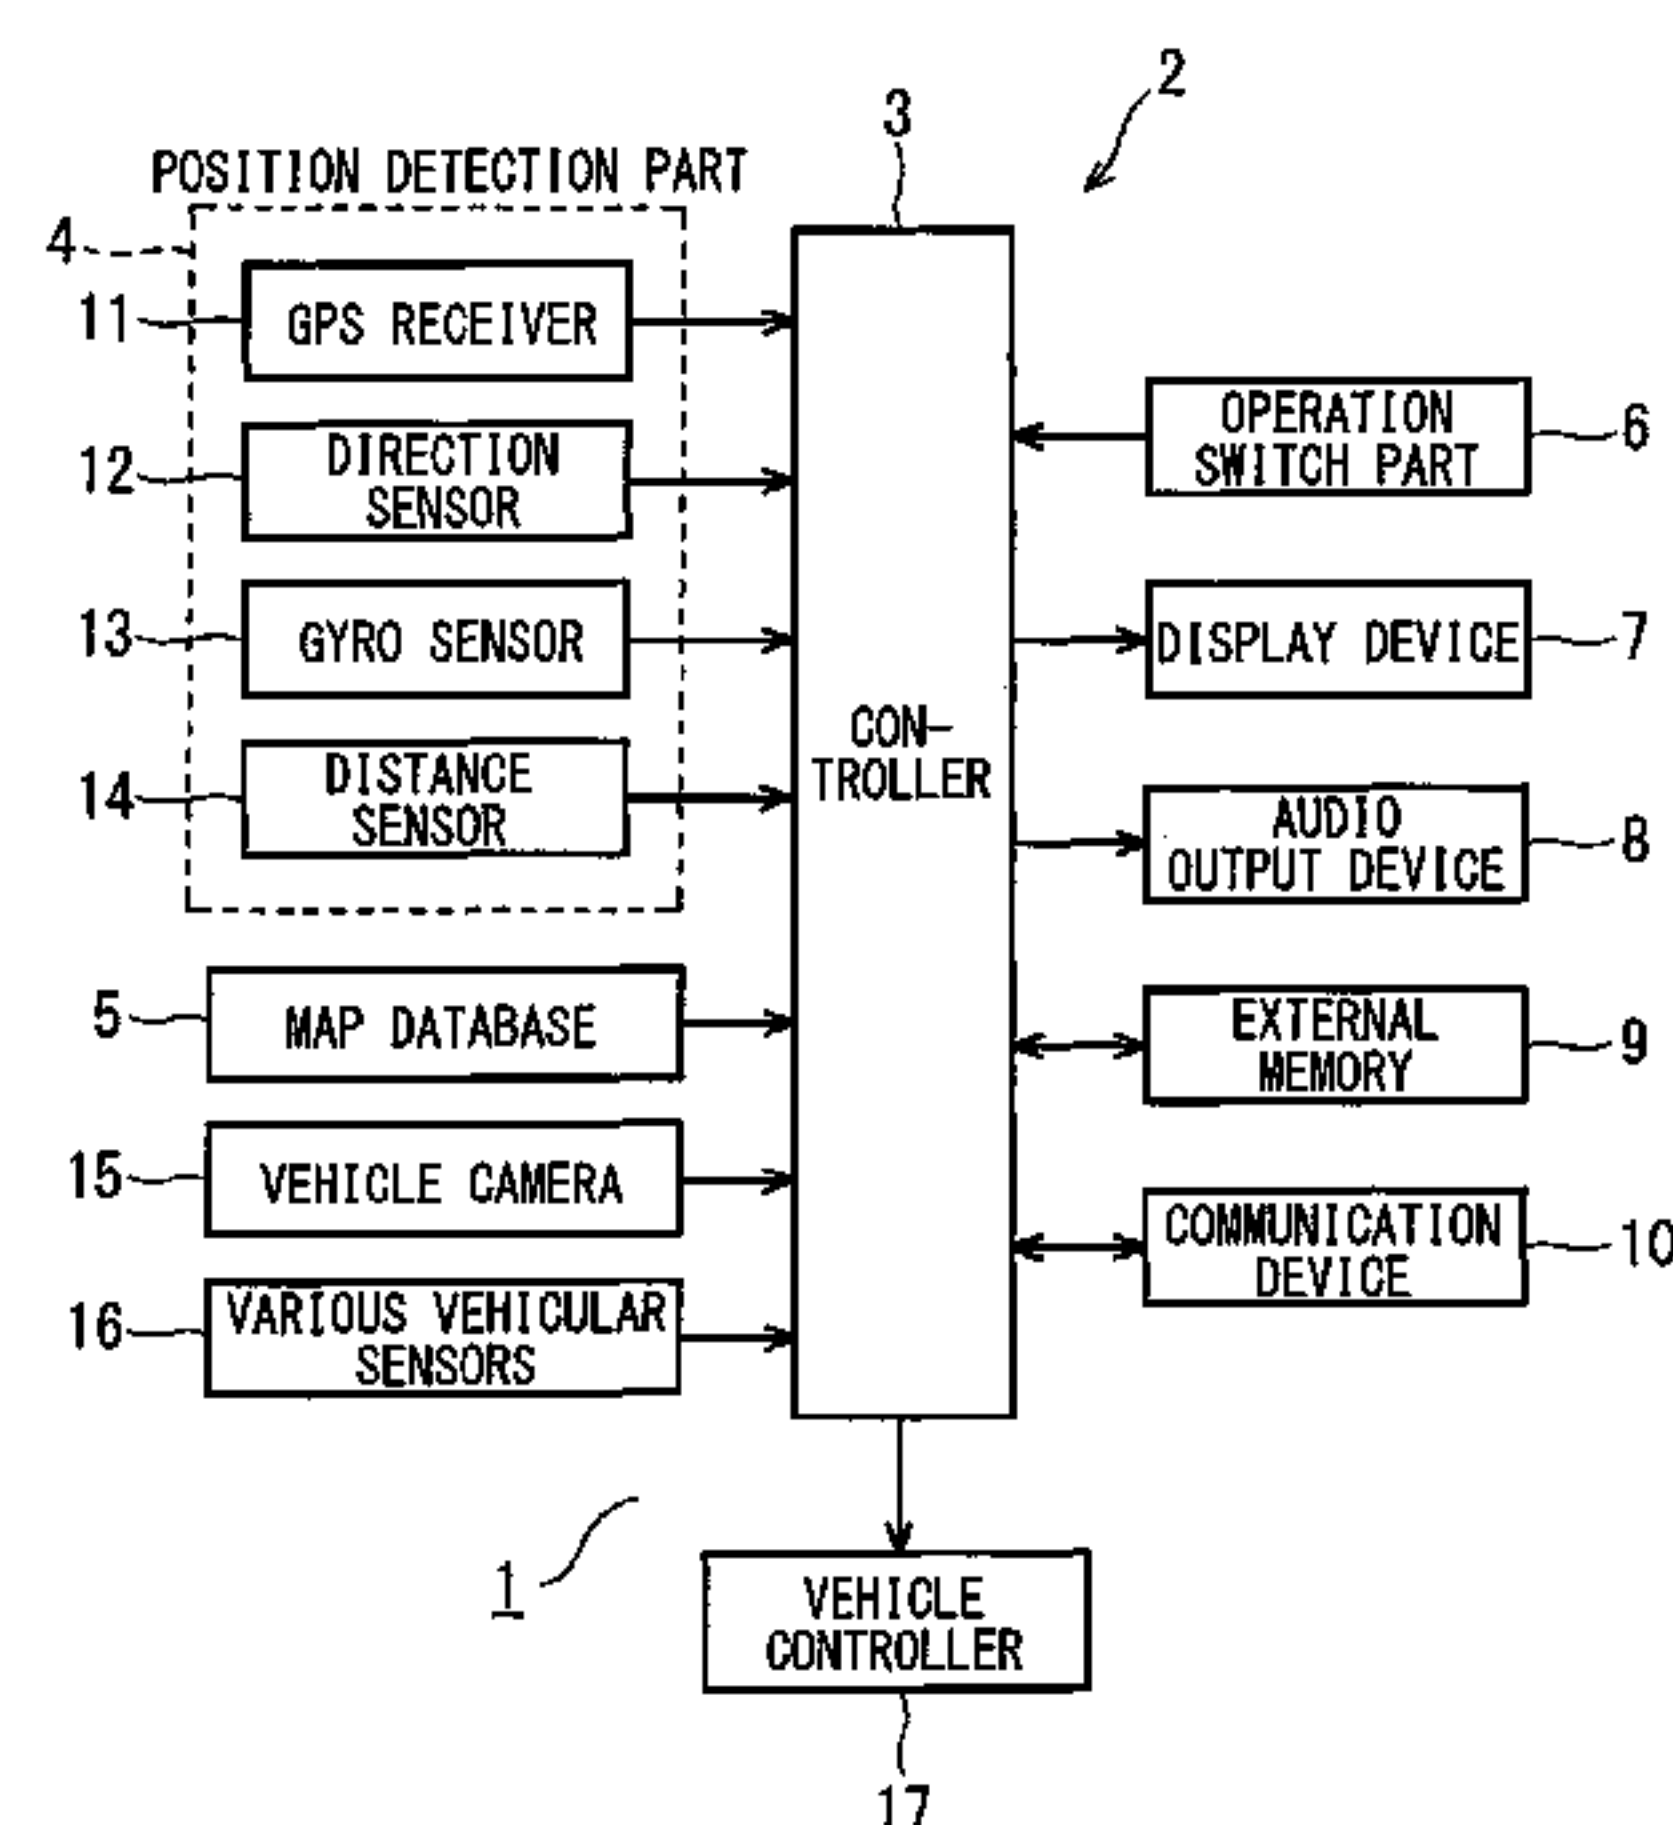 2
3
POSITION DETECTION PART
4
11
GPS RECEIVER
12
DIRECTION
SENSOR
13
GYRO SENSOR
14
DISTANCE
SENSOR
5
MAP DATABASE
15
VEHICLE CAMERA
16
VARIOUS VEHICULAR
SENSORS
CON-
TROLLER
OPERATION
SWITCH PART
6
DISPLAY DEVICE
7
AUDIO
OUTPUT DEVICE
8
EXTERNAL
MEMORY
9
COMMUNICATION
DEVICE
10
1
VEHICLE
CONTROLLER
17